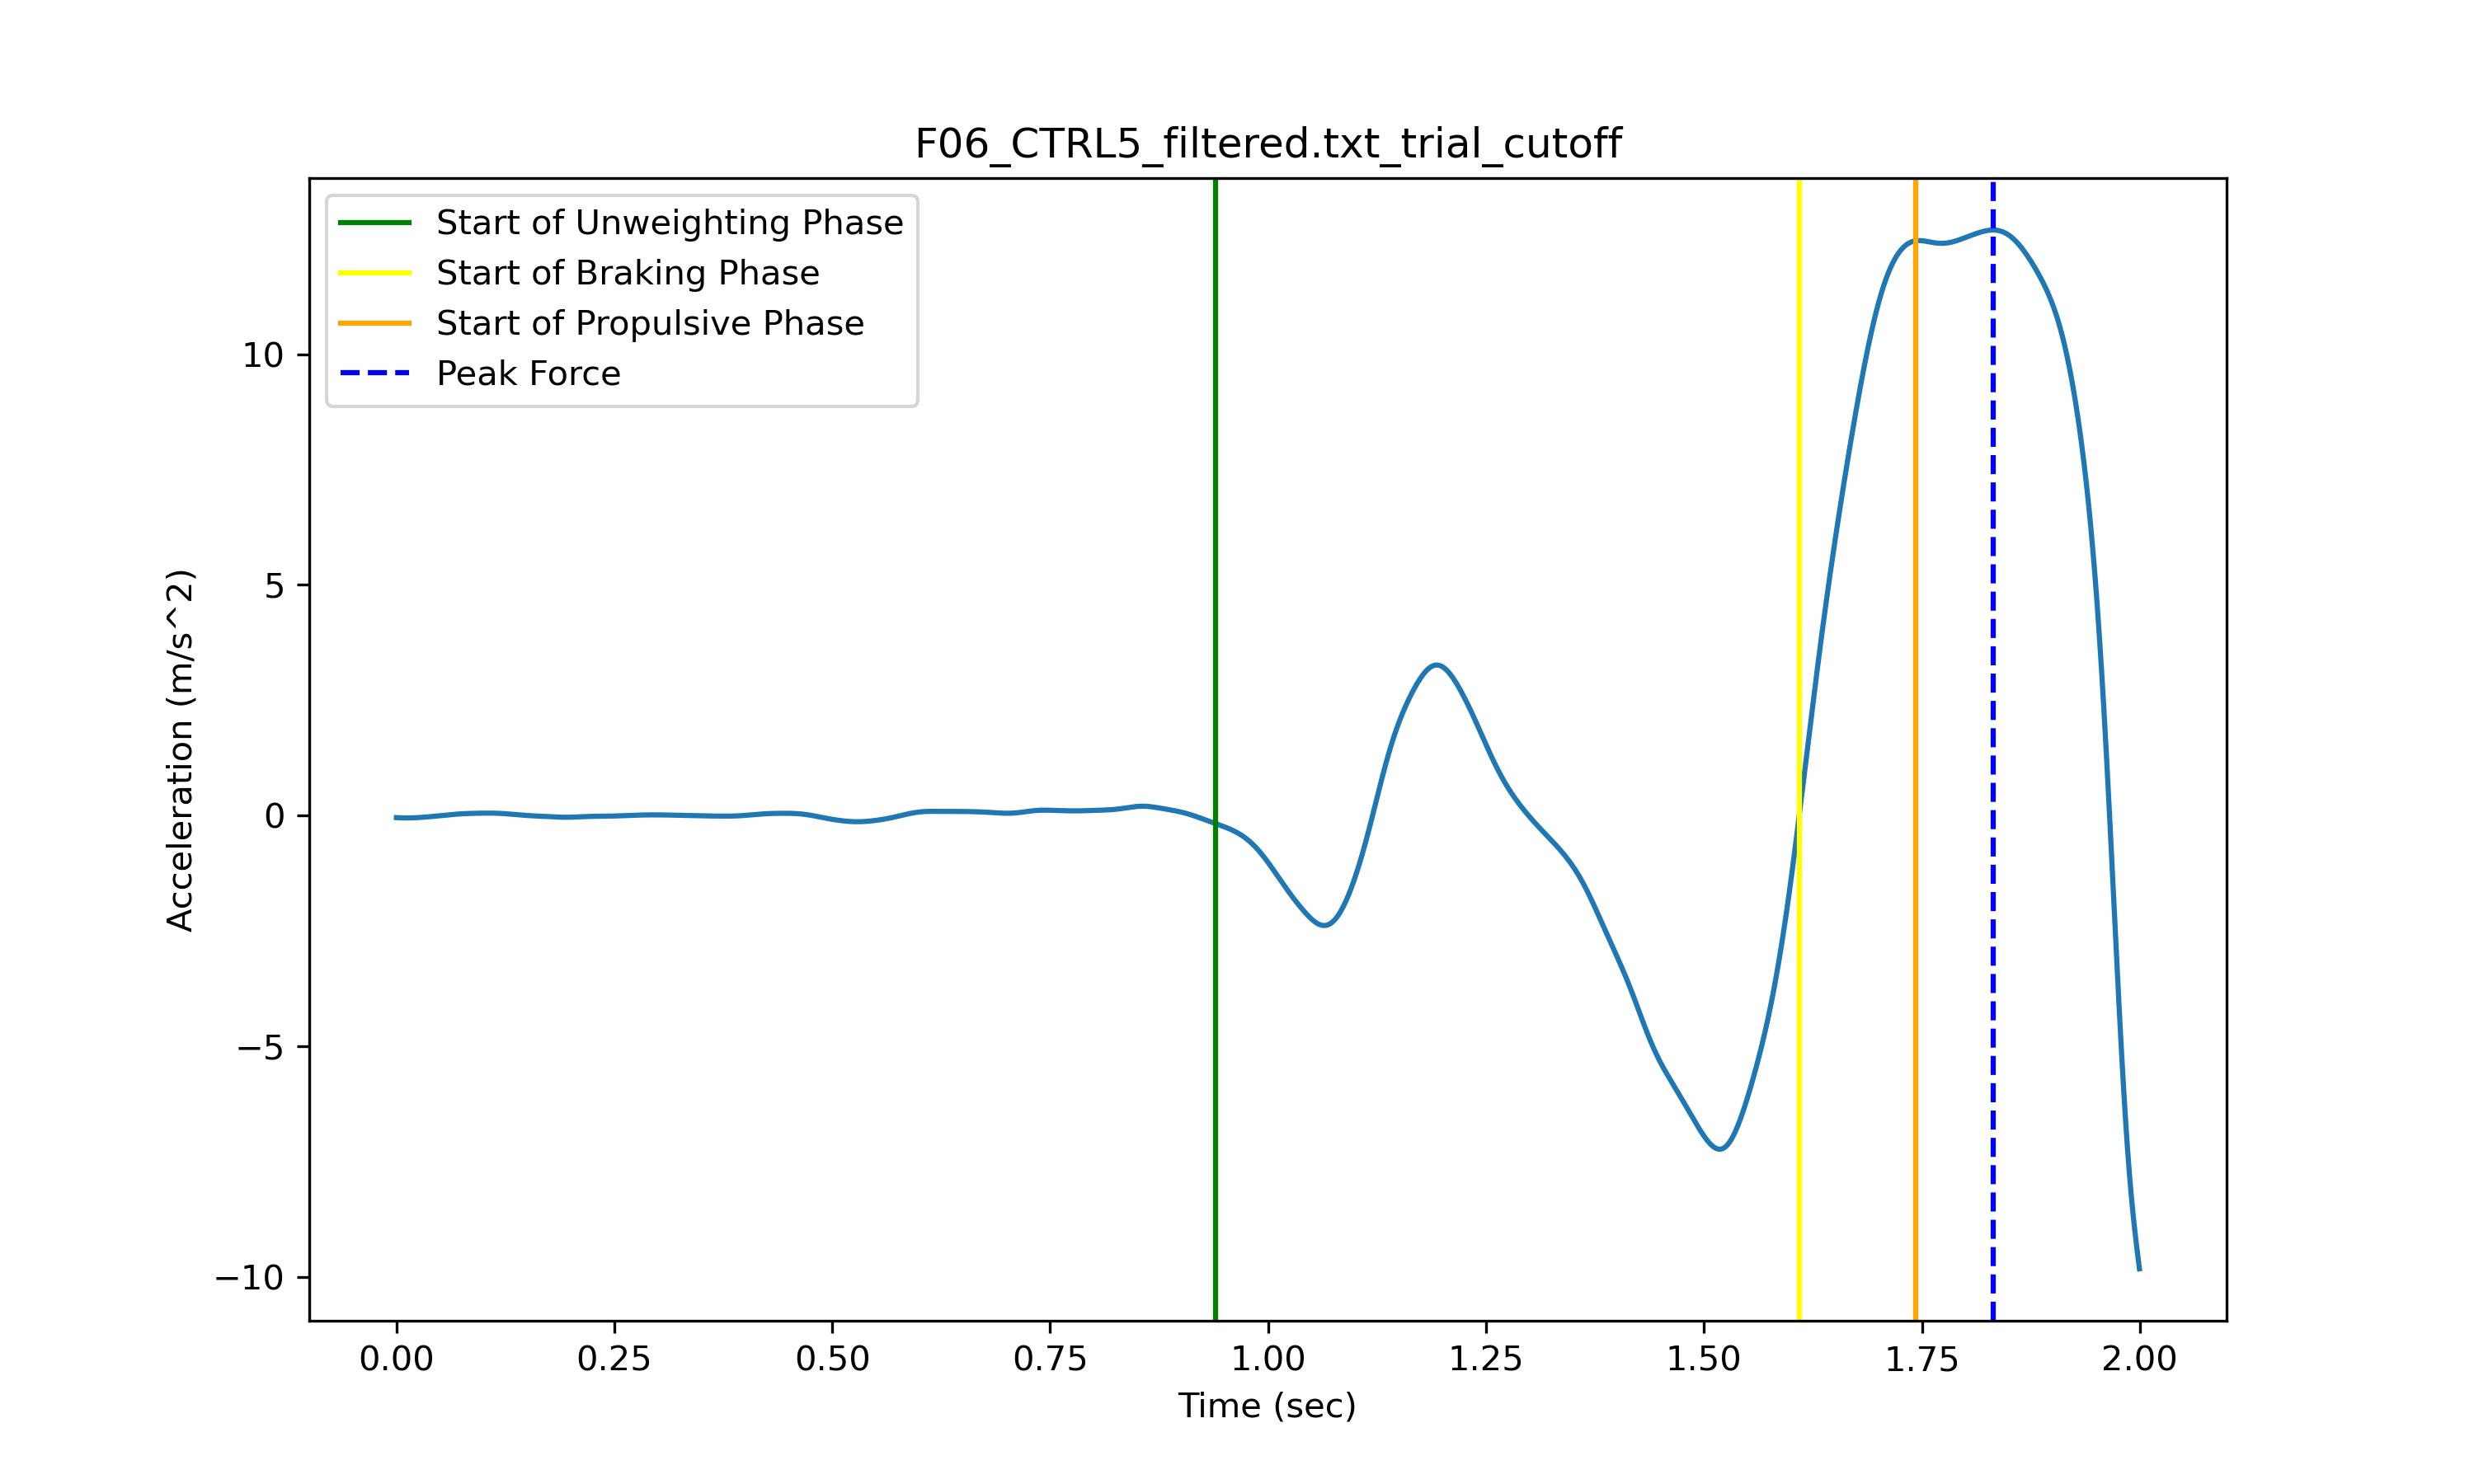 F06_CTRL5_filtered.txt_trial_cutoff
Start of Unweighting Phase
Start of Braking Phase
Start of Propulsive Phase
Peak Force
Acceleration (m/s^2)
10
5
0
−5
−10
0.00 0.25 0.50 0.75 1.00 1.25 1.50 1.75 2.00
Time (sec)